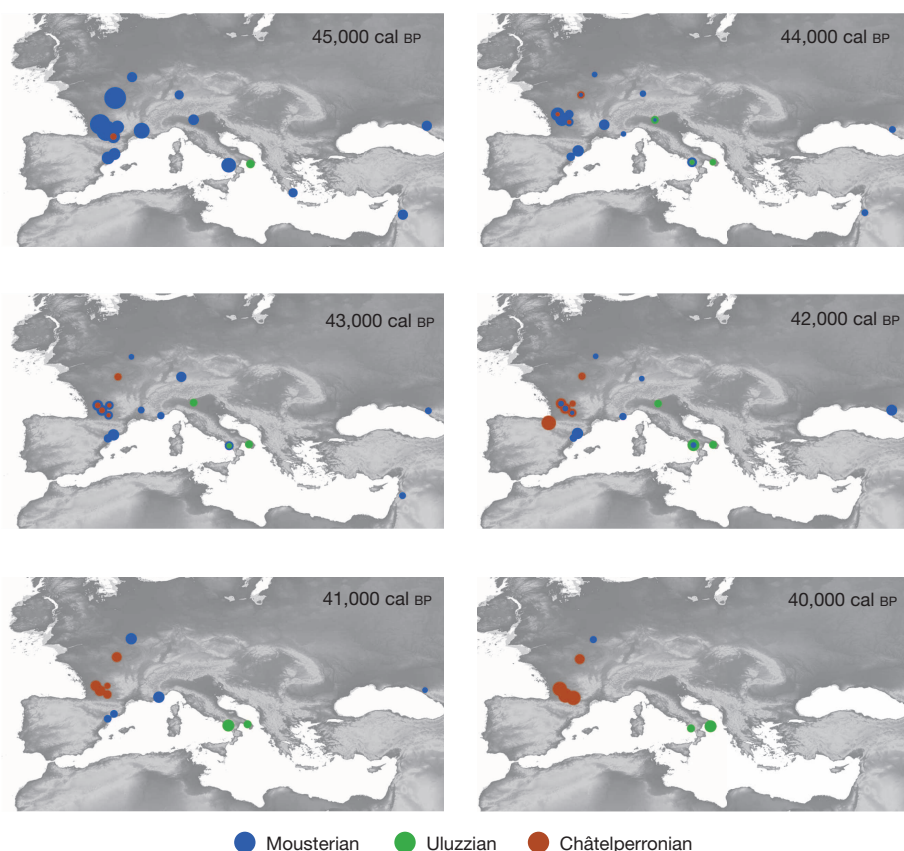 45,000 cal BP
44,000 cal BP
43,000 cal BP
42,000 cal BP
41,000 cal BP
40,000 cal BP
Mousterian Uluzzian Châtelperronian